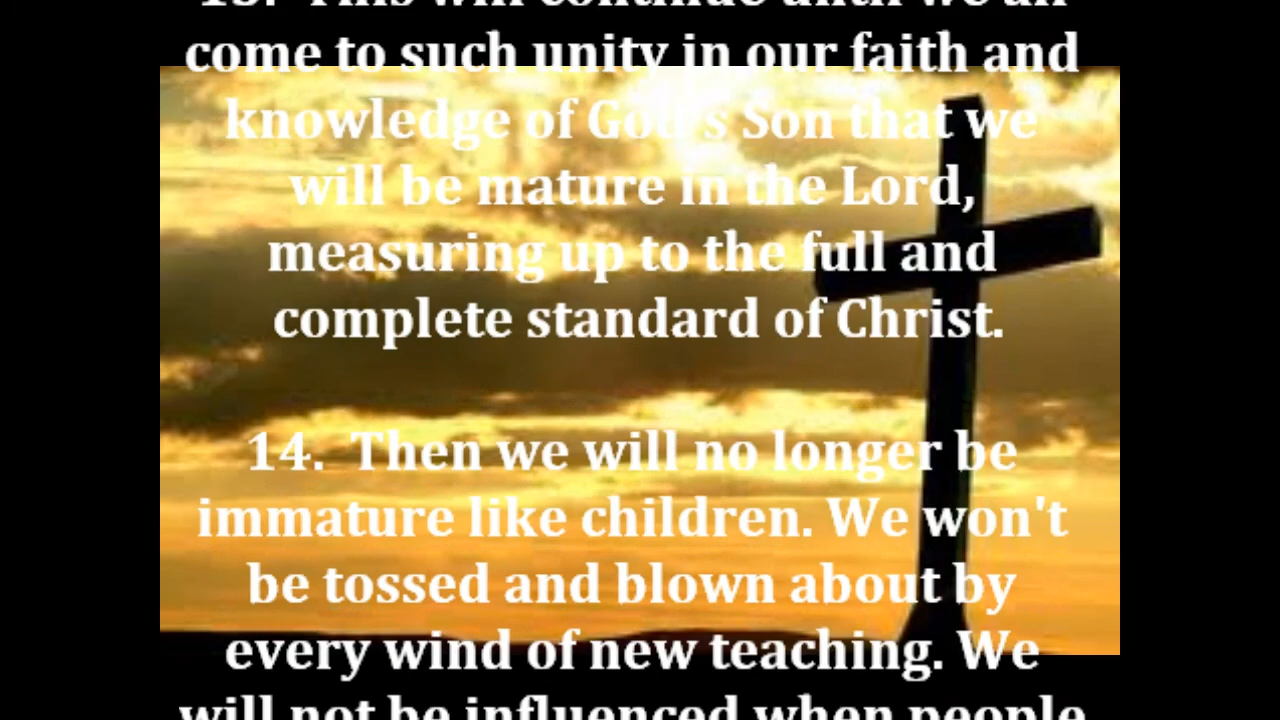 13.  This will continue until we all
come to such unity in our faith and
knowledge of God's Son that we
will be mature in the Lord,
measuring up to the full and
complete standard of Christ.
14.  Then we will no longer be
immature like children. We won't
be tossed and blown about by
every wind of new teaching. We
will not be influenced when people